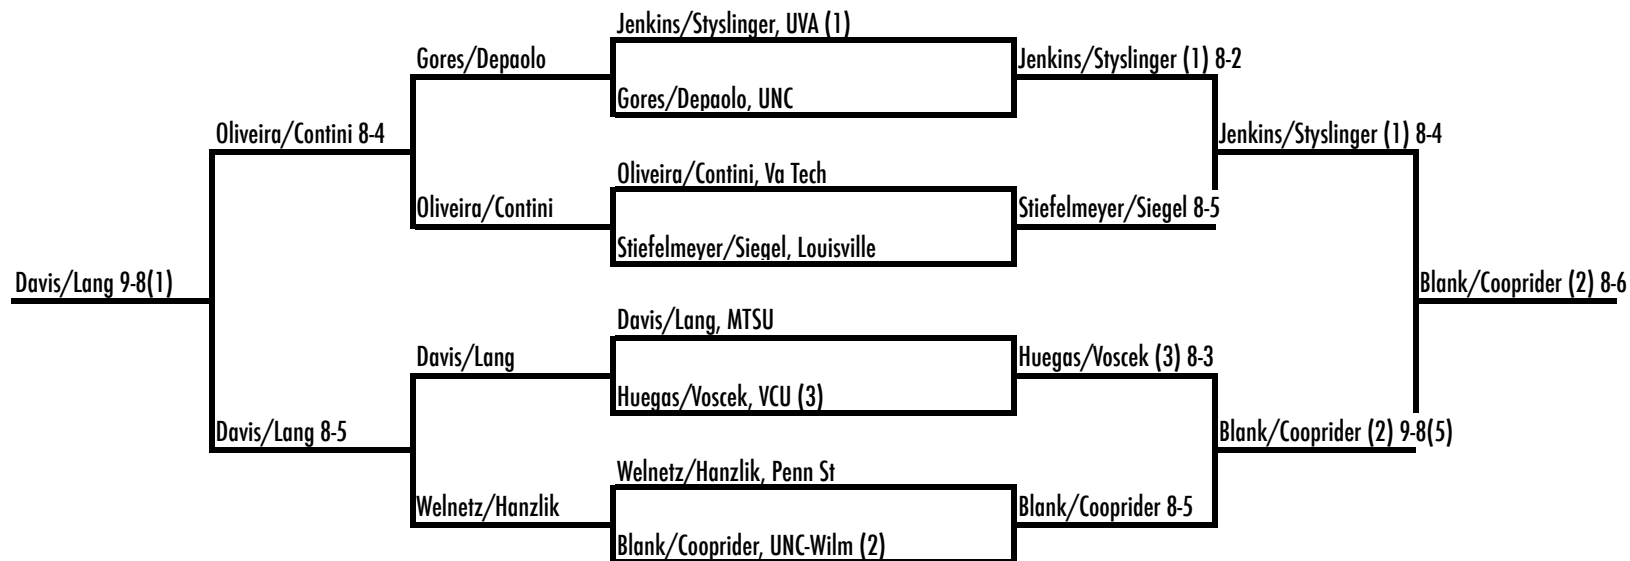 Jenkins/Styslinger, UVA (1)
Gores/Depaolo
Jenkins/Styslinger (1) 8-2
Gores/Depaolo, UNC
Oliveira/Contini 8-4
Jenkins/Styslinger (1) 8-4
Oliveira/Contini, Va Tech
Oliveira/Contini
Stiefelmeyer/Siegel 8-5
Stiefelmeyer/Siegel, Louisville
Davis/Lang 9-8(1)
Blank/Cooprider (2) 8-6
Davis/Lang, MTSU
Davis/Lang
Huegas/Voscek (3) 8-3
Huegas/Voscek, VCU (3)
Davis/Lang 8-5
Blank/Cooprider (2) 9-8(5)
Welnetz/Hanzlik, Penn St
Welnetz/Hanzlik
Blank/Cooprider 8-5
Blank/Cooprider, UNC-Wilm (2)